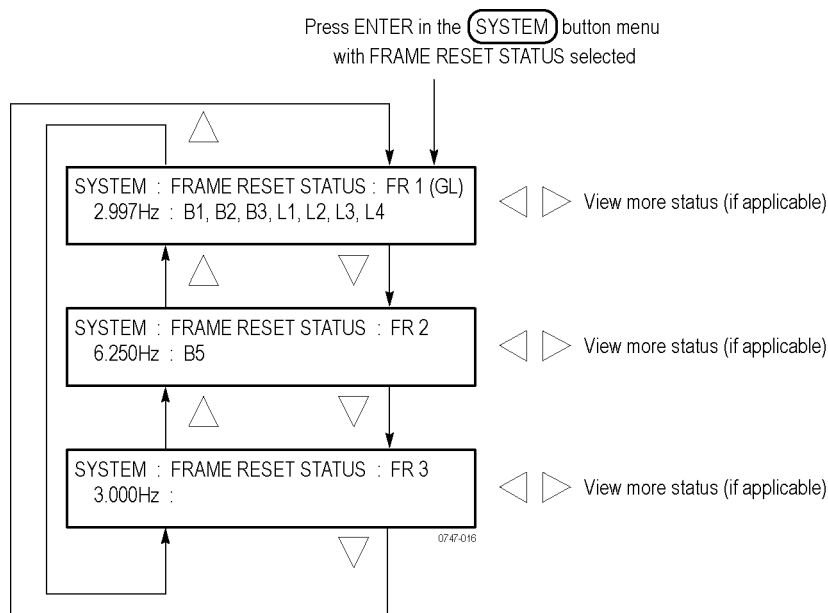 Press ENTER in the SYSTEM button menu
with FRAME RESET STATUS selected
SYSTEM : FRAME RESET STATUS : FR 1 (GL)
2.997Hz : B1, B2, B3, L1, L2, L3, L4
View more status (if applicable)
SYSTEM : FRAME RESET STATUS : FR 2
6.250Hz : B5
View more status (if applicable)
SYSTEM : FRAME RESET STATUS : FR 3
3.000Hz :
View more status (if applicable)
0747-016